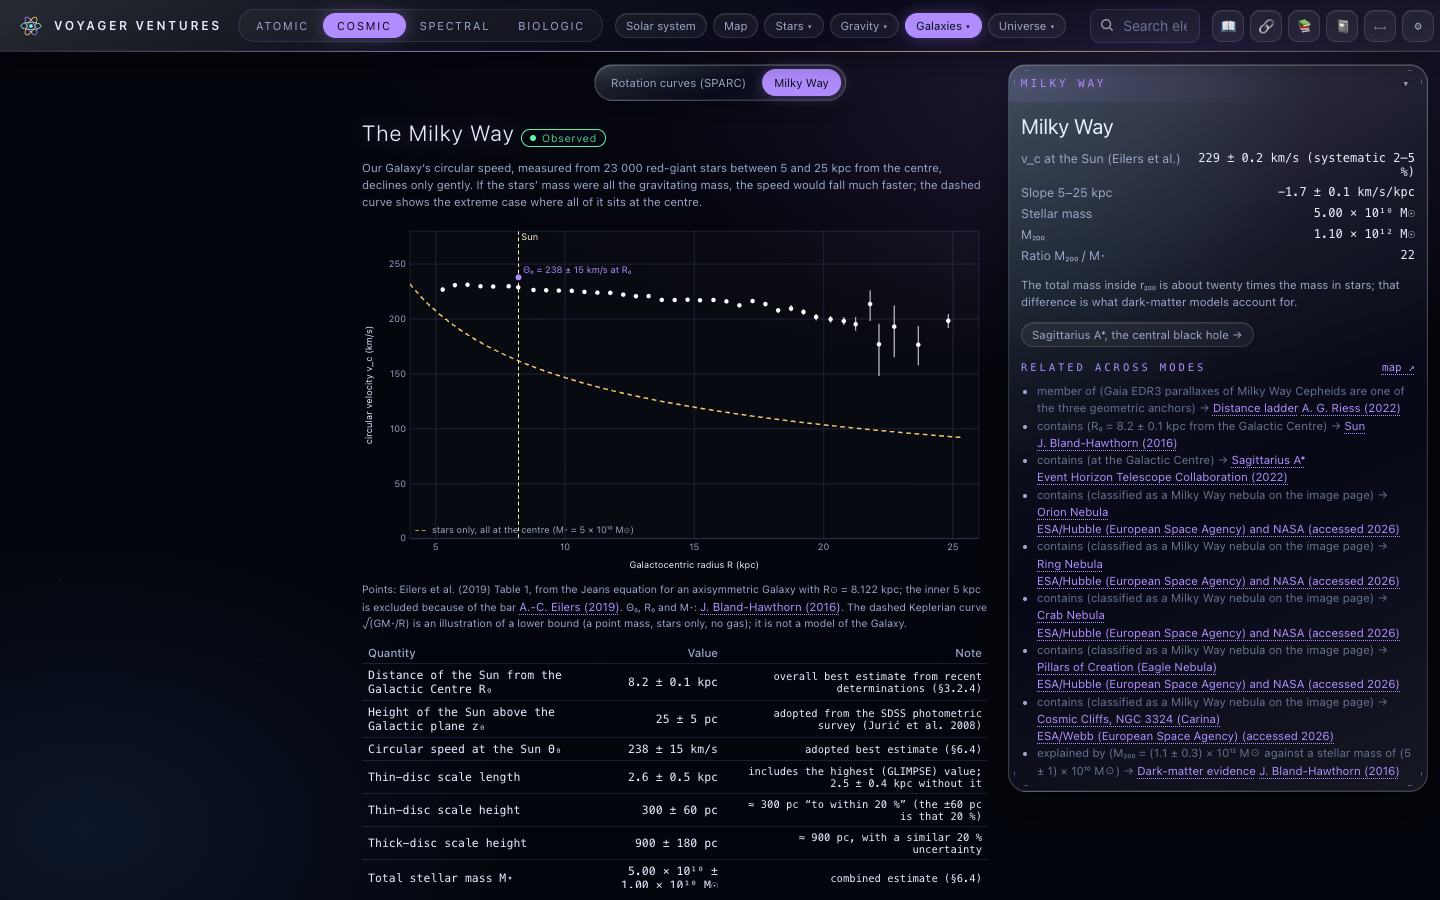 VOYAGER VENTURES
ATOMIC COSMIC SPECTRAL BIOLOGIC
Solar system Map Stars ▾ Gravity ▾ Galaxies ▾ Universe ▾
Search ele
Rotation curves (SPARC) Milky Way
The Milky Way Observed
Our Galaxy's circular speed, measured from 23 000 red-giant stars between 5 and 25 kpc from the centre,
declines only gently. If the stars' mass were all the gravitating mass, the speed would fall much faster; the dashed
curve shows the extreme case where all of it sits at the centre.
Sun
Θ₀ = 238 ± 15 km/s at R₀
250
200
150
100
50
0
circular velocity v_c (km/s)
stars only, all at the centre (M⋆ = 5 × 10¹⁰ M☉)
5 10 15 20 25
Galactocentric radius R (kpc)
Points: Eilers et al. (2019) Table 1, from the Jeans equation for an axisymmetric Galaxy with R☉ = 8.122 kpc; the inner 5 kpc
is excluded because of the bar A.-C. Eilers (2019). Θ₀, R₀ and M⋆: J. Bland-Hawthorn (2016). The dashed Keplerian curve
√(GM⋆/R) is an illustration of a lower bound (a point mass, stars only, no gas); it is not a model of the Galaxy.
Quantity Value Note
Distance of the Sun from the
Galactic Centre R₀
8.2 ± 0.1 kpc
overall best estimate from recent
determinations (§3.2.4)
Height of the Sun above the
Galactic plane z₀
25 ± 5 pc
adopted from the SDSS photometric
survey (Jurić et al. 2008)
Circular speed at the Sun Θ₀ 238 ± 15 km/s adopted best estimate (§6.4)
Thin-disc scale length
2.6 ± 0.5 kpc
includes the highest (GLIMPSE) value;
2.5 ± 0.4 kpc without it
Thin-disc scale height
300 ± 60 pc
≈ 300 pc “to within 20 %” (the ±60 pc
is that 20 %)
Thick-disc scale height
900 ± 180 pc
≈ 900 pc, with a similar 20 %
uncertainty
Total stellar mass M⋆
5.00 × 10¹⁰ ±
1.00 × 10¹⁰ M☉
combined estimate (§6.4)
MILKY WAY ▾
Milky Way
v_c at the Sun (Eilers et al.) 229 ± 0.2 km/s (systematic 2–5
%)
Slope 5–25 kpc −1.7 ± 0.1 km/s/kpc
Stellar mass 5.00 × 10¹⁰ M☉
M₂₀₀ 1.10 × 10¹² M☉
Ratio M₂₀₀ / M⋆ 22
The total mass inside r₂₀₀ is about twenty times the mass in stars; that
difference is what dark-matter models account for.
Sagittarius A*, the central black hole →
RELATED ACROSS MODES map ↗
member of (Gaia EDR3 parallaxes of Milky Way Cepheids are one of
the three geometric anchors) → Distance ladder A. G. Riess (2022)
contains (R₀ = 8.2 ± 0.1 kpc from the Galactic Centre) → Sun
J. Bland-Hawthorn (2016)
contains (at the Galactic Centre) → Sagittarius A*
Event Horizon Telescope Collaboration (2022)
contains (classified as a Milky Way nebula on the image page) →
Orion Nebula
ESA/Hubble (European Space Agency) and NASA (accessed 2026)
contains (classified as a Milky Way nebula on the image page) →
Ring Nebula
ESA/Hubble (European Space Agency) and NASA (accessed 2026)
contains (classified as a Milky Way nebula on the image page) →
Crab Nebula
ESA/Hubble (European Space Agency) and NASA (accessed 2026)
contains (classified as a Milky Way nebula on the image page) →
Pillars of Creation (Eagle Nebula)
ESA/Hubble (European Space Agency) and NASA (accessed 2026)
contains (classified as a Milky Way nebula on the image page) →
Cosmic Cliffs, NGC 3324 (Carina)
ESA/Webb (European Space Agency) (accessed 2026)
explained by (M₂₀₀ = (1.1 ± 0.3) × 10¹² M☉ against a stellar mass of (5
± 1) × 10¹⁰ M☉) → Dark-matter evidence J. Bland-Hawthorn (2016)